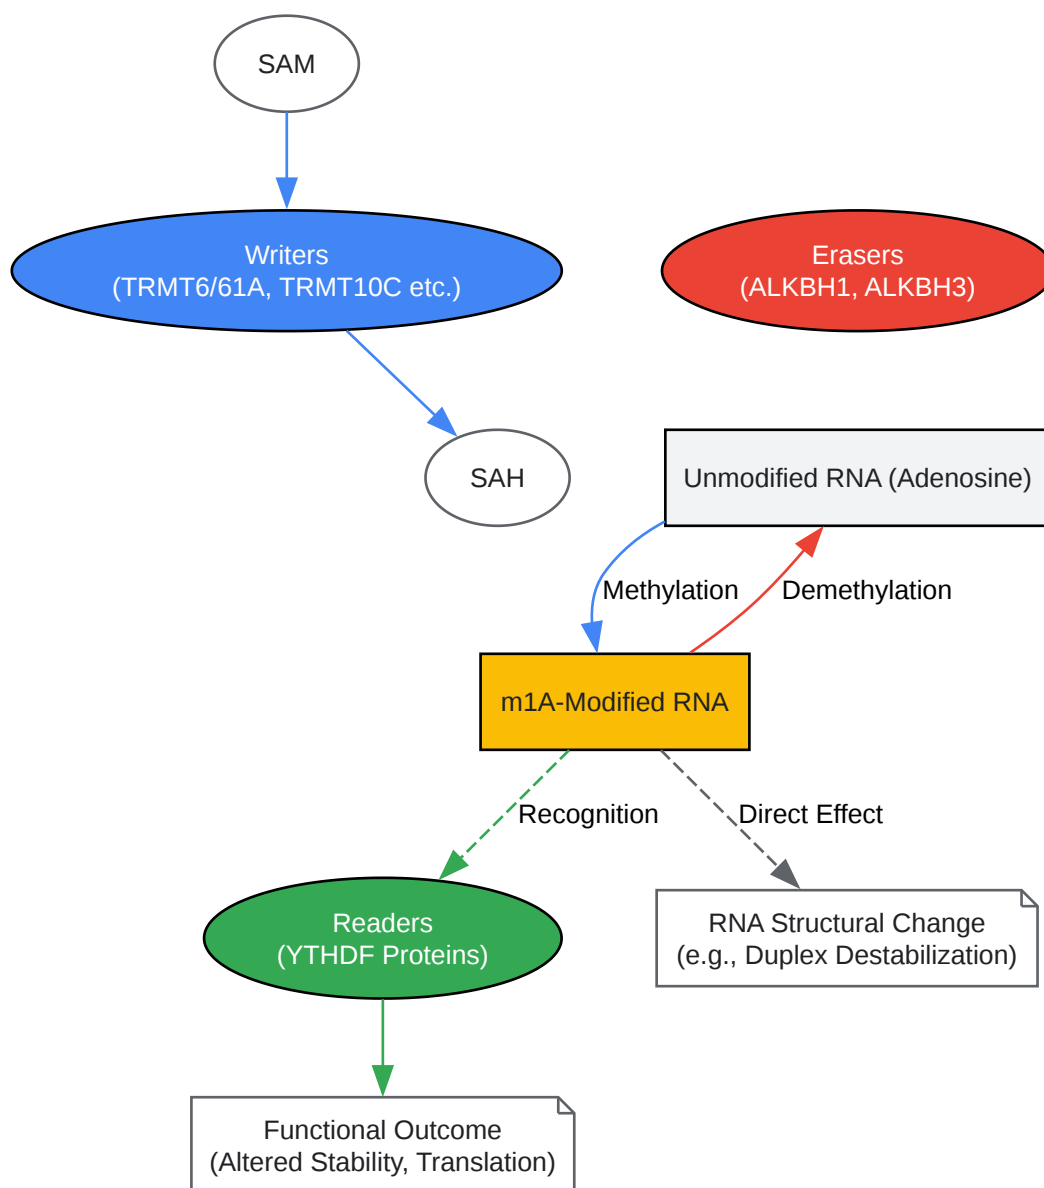 SAM
Writers
(TRMT6/61A, TRMT10C etc.)
Erasers
(ALKBH1, ALKBH3)
SAH
Unmodified RNA (Adenosine)
Methylation
Demethylation
m1A-Modified RNA
Recognition
Direct Effect
Readers
(YTHDF Proteins)
RNA Structural Change
(e.g., Duplex Destabilization)
Functional Outcome
(Altered Stability, Translation)